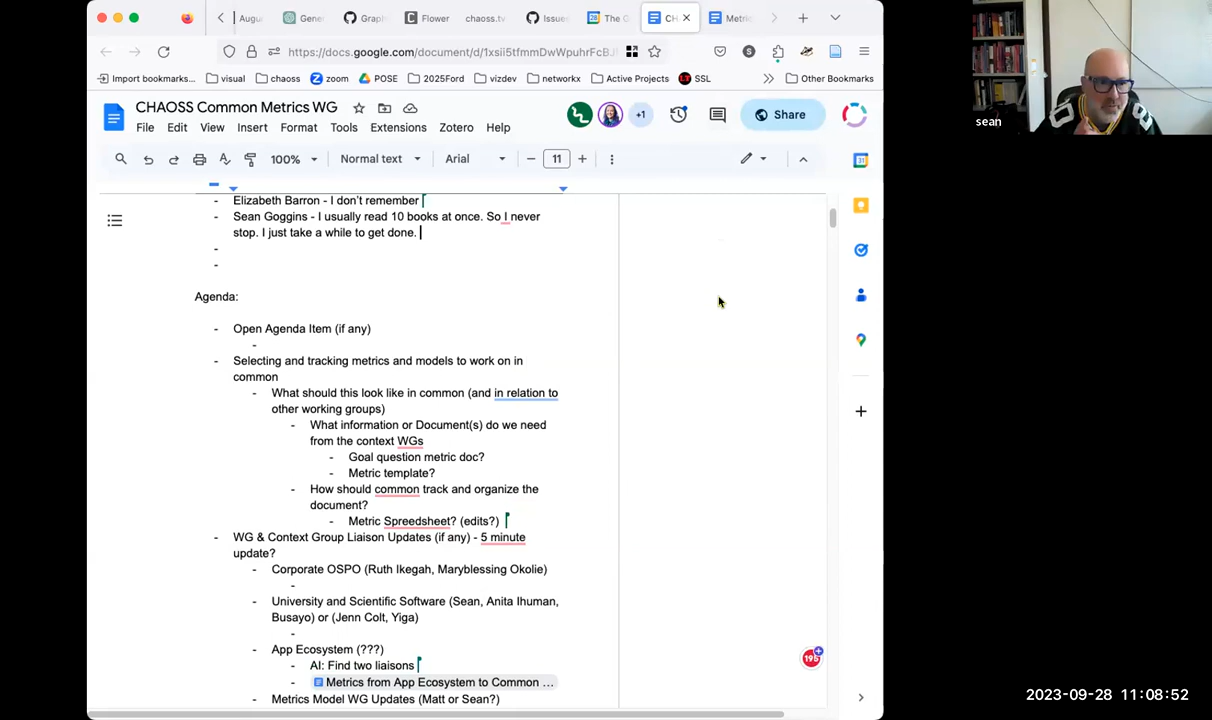 Augu
Gene
Grap
Flower
chaoss.tv
Issues
The C
CH
Metric
https://docs.google.com/document/d/1xsii5tfmmDwWpuhrFcBJ
Import bookmarks...
visual
chaoss
zoom
POSE
2025Ford
vizdev
networkx
Active Projects
SSL
Other Bookmarks
CHAOSS Common Metrics WG
+1
Share
File Edit View Insert Format Tools Extensions Zotero Help
100% Normal text Arial 11
- Elizabeth Barron - I don't remember
- Sean Goggins - I usually read 10 books at once. So I never
stop. I just take a while to get done.
-
-
Agenda:
- Open Agenda Item (if any)
-
- Selecting and tracking metrics and models to work on in
common
- What should this look like in common (and in relation to
other working groups)
- What information or Document(s) do we need
from the context WGs
- Goal question metric doc?
- Metric template?
- How should common track and organize the
document?
- Metric Spreedsheet? (edits?)
- WG & Context Group Liaison Updates (if any) - 5 minute
update?
- Corporate OSPO (Ruth Ikegah, Maryblessing Okolie)
-
- University and Scientific Software (Sean, Anita Ihuman,
Busayo) or (Jenn Colt, Yiga)
-
- App Ecosystem (???)
- AI: Find two liaisons
- Metrics from App Ecosystem to Common ...
- Metrics Model WG Updates (Matt or Sean?)
195
sean
2023-09-28 11:08:52